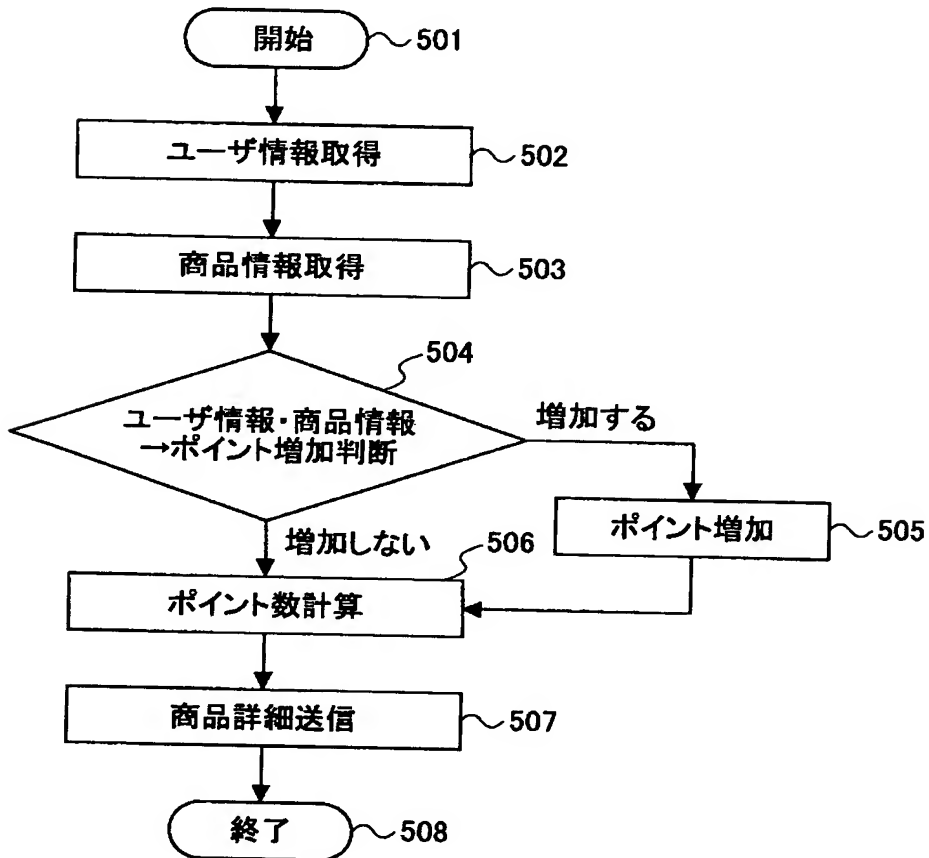 開始
501
ユーザ情報取得
502
商品情報取得
503
504
ユーザ情報・商品情報
→ポイント増加判断
増加する
ポイント増加
505
増加しない
506
ポイント数計算
商品詳細送信
507
終了
508